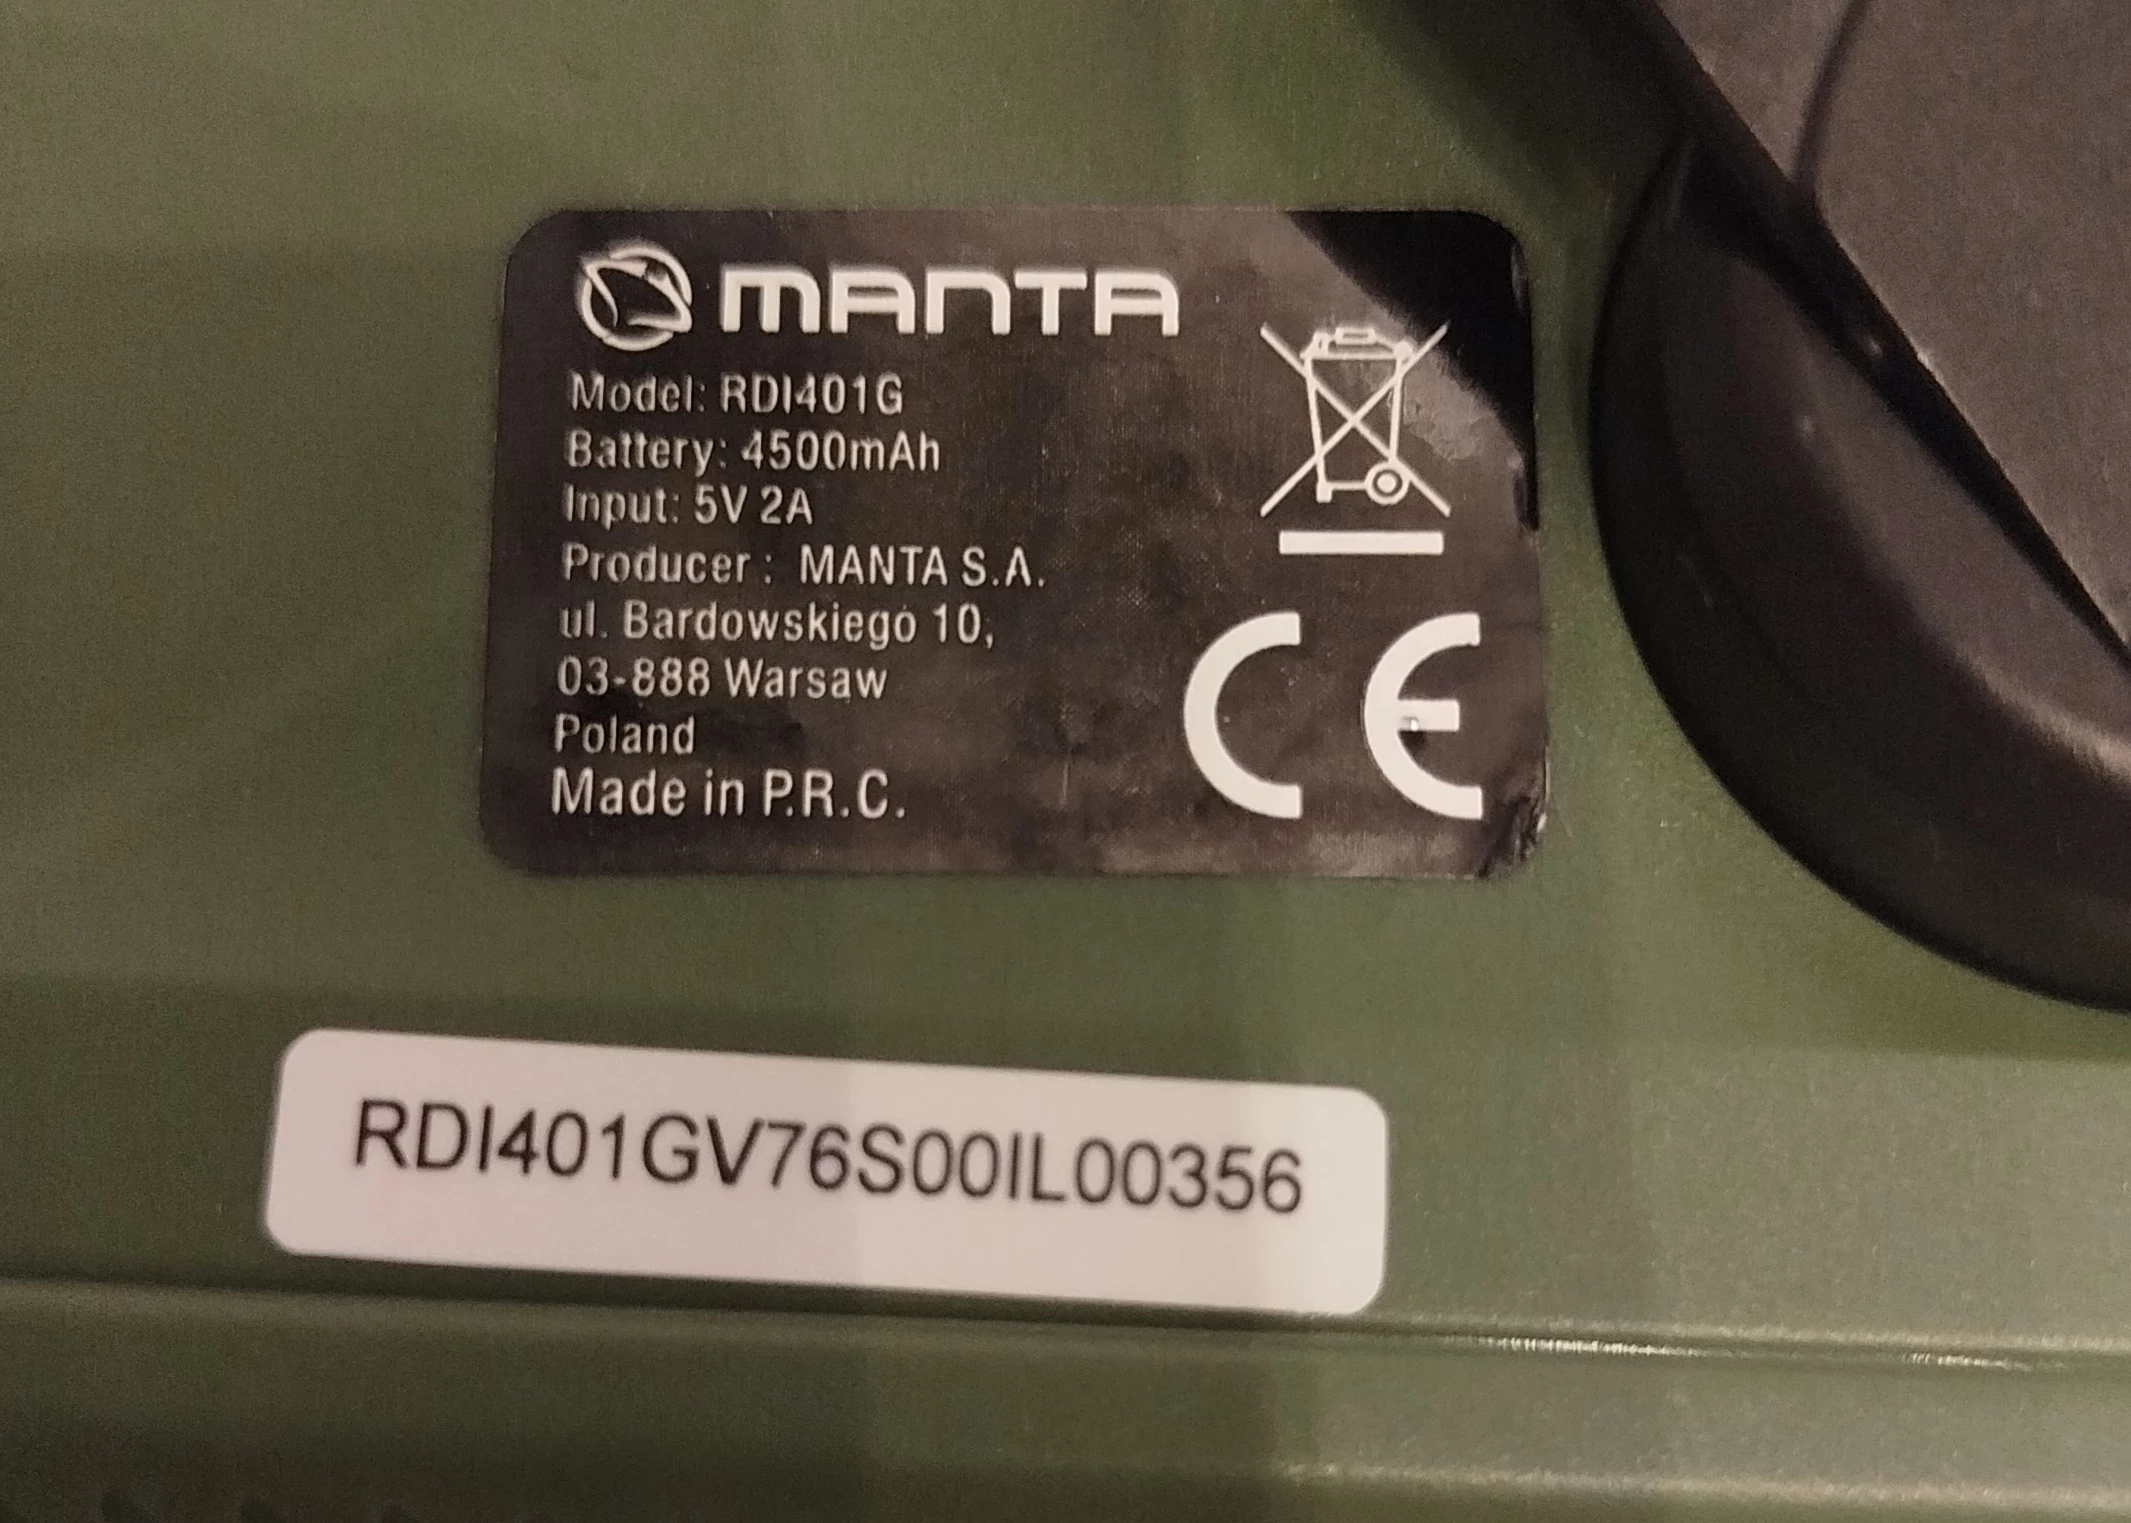 MANTA
Model: RDI401G
Battery: 4500mAh
Input: 5V 2A
Producer : MANTA S.A.
ul. Bardowskiego 10,
03-888 Warsaw
Poland
Made in P.R.C.
CE
RDI401GV76S00IL00356